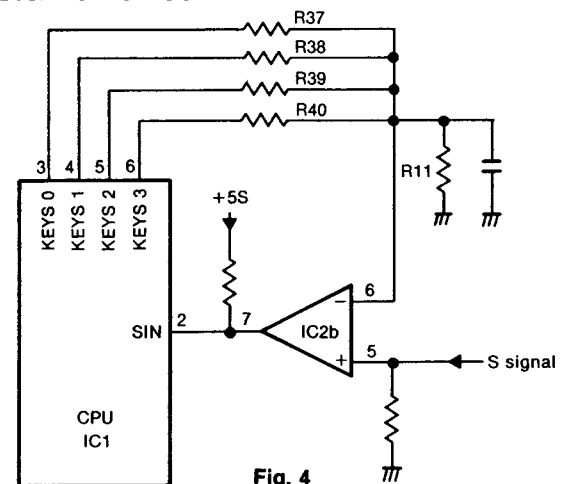 R37
R38
R39
R40
3 4 5 6
KEYS 0
KEYS 1
KEYS 2
KEYS 3
R11
+5S
SIN
2
7
IC2b
−
6
+
5
S signal
CPU
IC1
Fig. 4